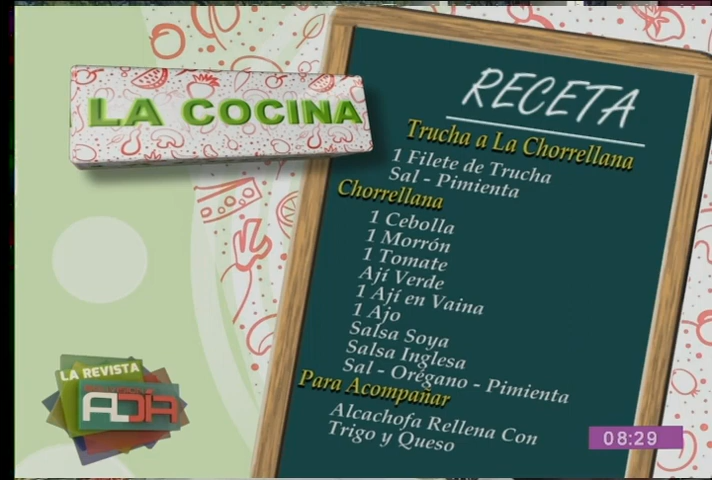 LA COCINA
RECETA
Trucha a La Chorrellana
1 Filete de Trucha
Sal - Pimienta
Chorrellana
1 Cebolla
1 Morrón
1 Tomate
Ají Verde
1 Ají en Vaina
1 Ajo
Salsa Soya
Salsa Inglesa
Sal - Orégano - Pimienta
Para Acompañar
Alcachofa Rellena Con
Trigo y Queso
LA REVISTA
AL DÍA
08:29